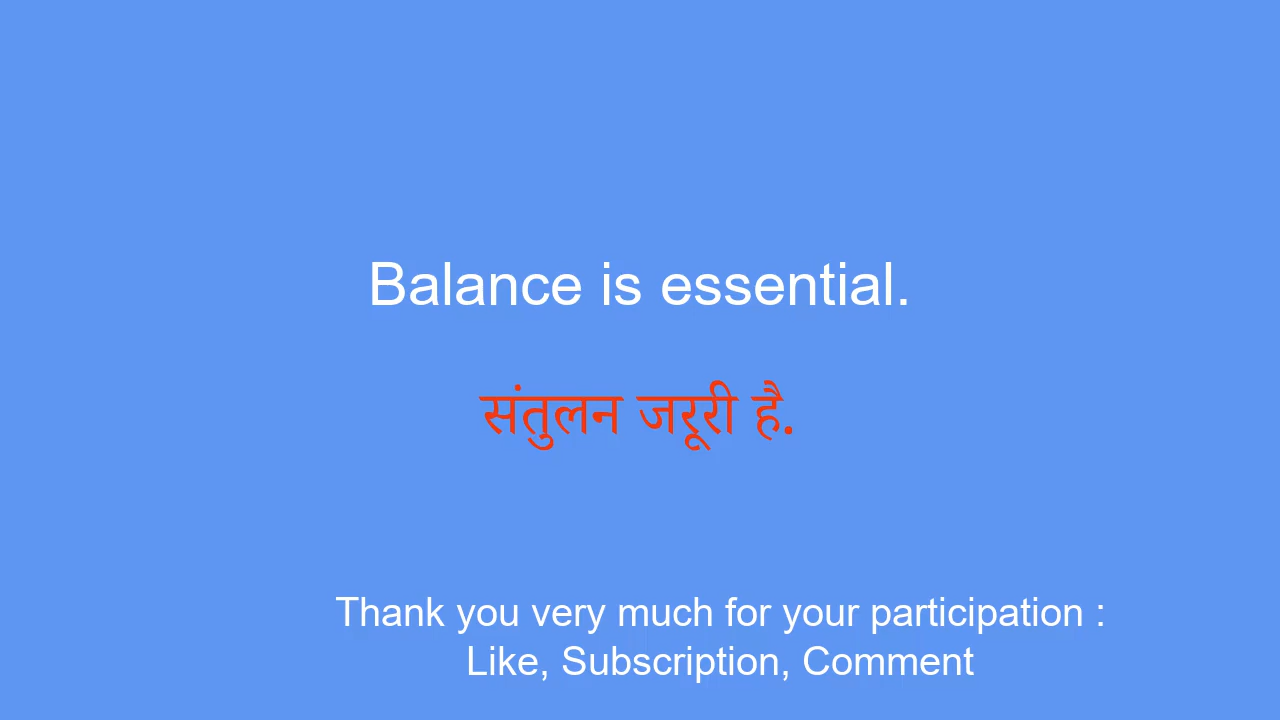 Balance is essential.
संतुलन जरूरी है.
Thank you very much for your participation :
Like, Subscription, Comment